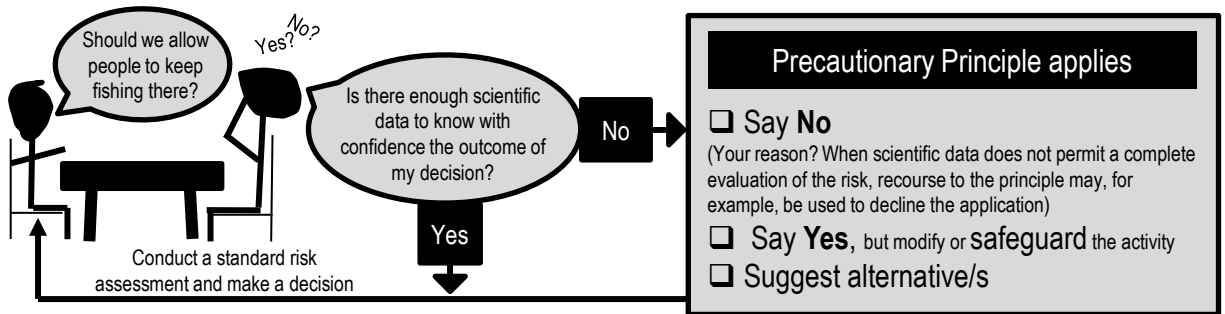 Should we allow
people to keep
fishing there?
Yes?
No?
Is there enough scientific
data to know with
confidence the outcome of
my decision?
No
Yes
Conduct a standard risk
assessment and make a decision
Precautionary Principle applies
❑ Say No
(Your reason? When scientific data does not permit a complete
evaluation of the risk, recourse to the principle may, for
example, be used to decline the application)
❑ Say Yes, but modify or safeguard the activity
❑ Suggest alternative/s